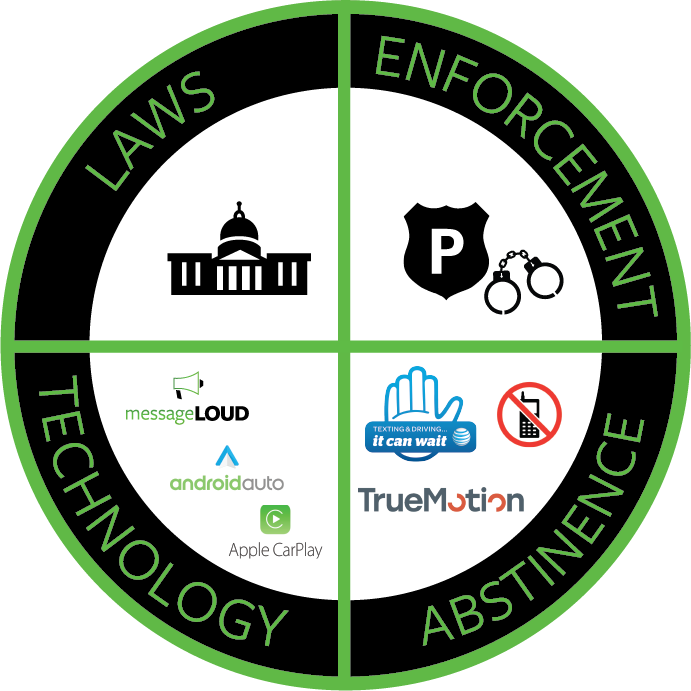 LAWS
ENFORCEMENT
P
messageLOUD
androidauto
Apple CarPlay
TEXTING & DRIVING...
it can wait
TrueMotion
TECHNOLOGY
ABSTINENCE